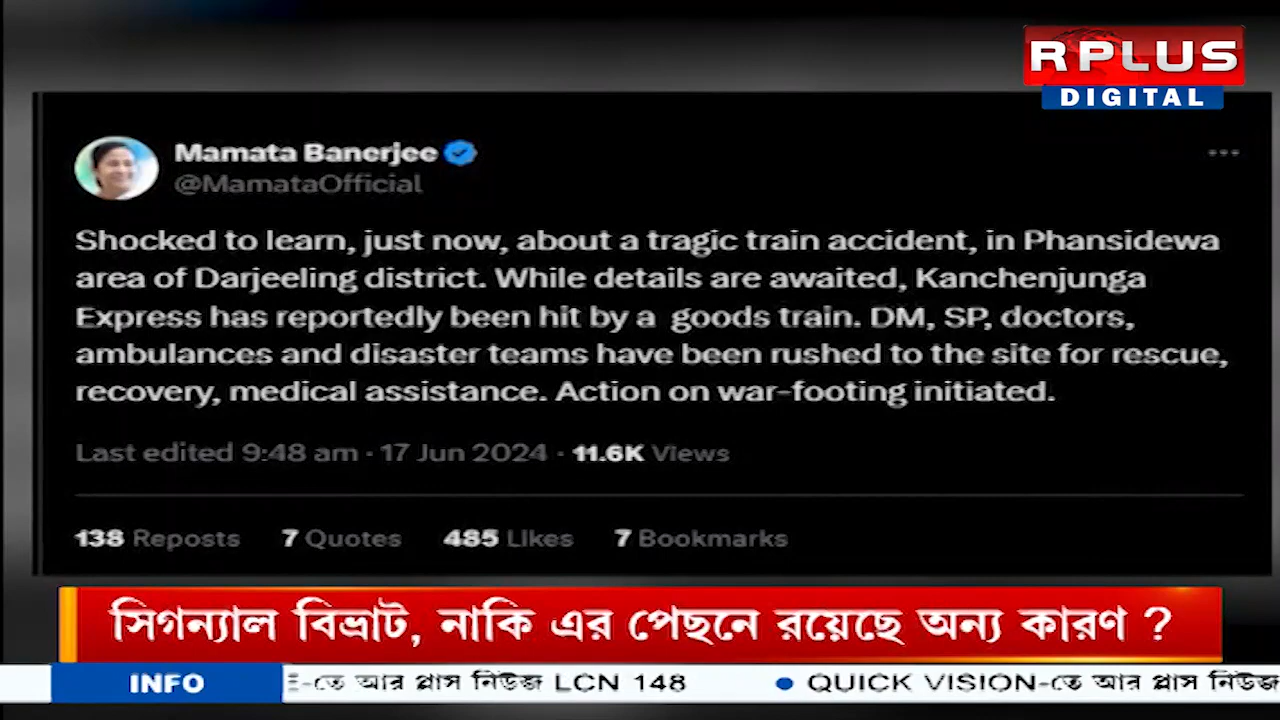 RPLUS
DIGITAL
Mamata Banerjee
@MamataOfficial
Shocked to learn, just now, about a tragic train accident, in Phansidewa
area of Darjeeling district. While details are awaited, Kanchenjunga
Express has reportedly been hit by a goods train. DM, SP, doctors,
ambulances and disaster teams have been rushed to the site for rescue,
recovery, medical assistance. Action on war-footing initiated.
Last edited 9:48 am · 17 Jun 2024 · 11.6K Views
138 Reposts 7 Quotes 485 Likes 7 Bookmarks
সিগন্যাল বিভ্রাট, নাকি এর পেছনে রয়েছে অন্য কারণ ?
INFO -তে আর প্লাস নিউজ LCN 148 ● QUICK VISION-তে আর প্লাস নিউজ